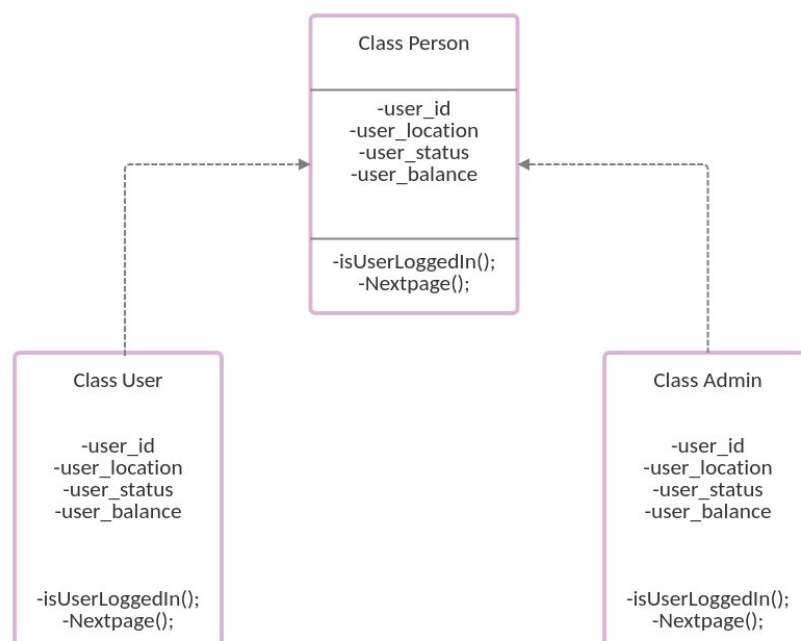 Class Person
-user_id
-user_location
-user_status
-user_balance
-isUserLoggedIn();
-Nextpage();
Class User
-user_id
-user_location
-user_status
-user_balance
-isUserLoggedIn();
-Nextpage();
Class Admin
-user_id
-user_location
-user_status
-user_balance
-isUserLoggedIn();
-Nextpage();